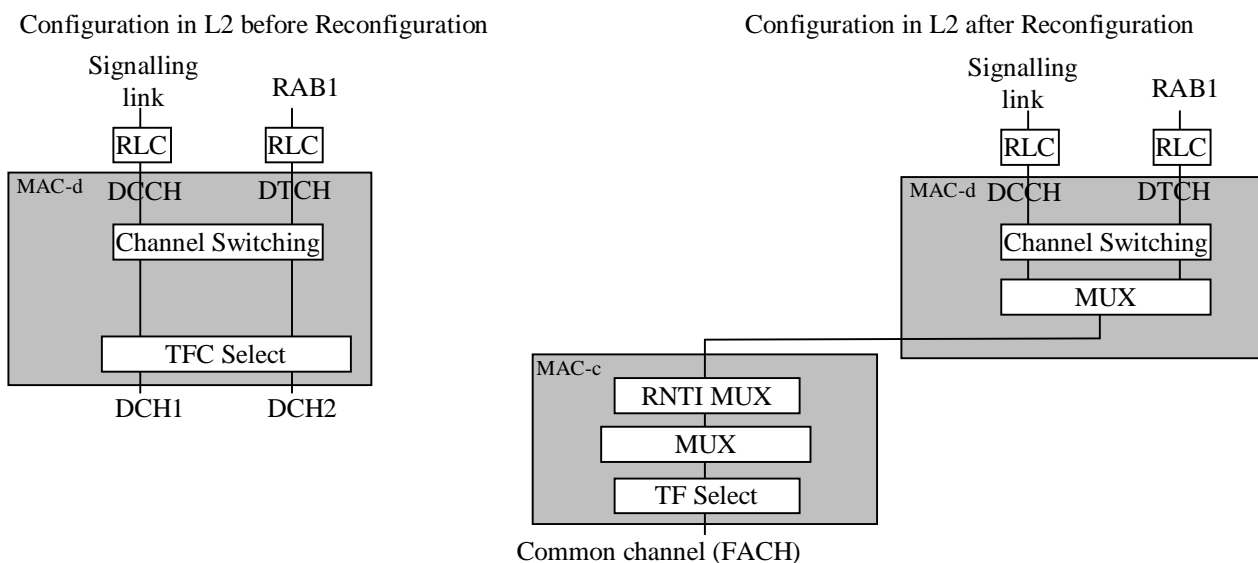 Configuration in L2 before Reconfiguration
Signalling
link
RAB1
RLC
RLC
MAC-d
DCCH
DTCH
Channel Switching
TFC Select
DCH1
DCH2
Configuration in L2 after Reconfiguration
Signalling
link
RAB1
RLC
RLC
MAC-d
DCCH
DTCH
Channel Switching
MUX
MAC-c
RNTI MUX
MUX
TF Select
Common channel (FACH)